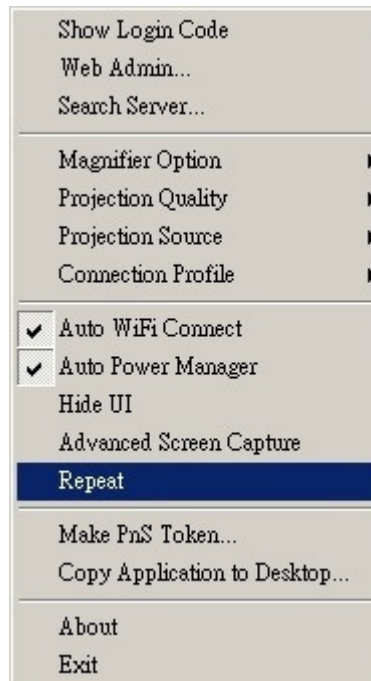 Show Login Code
Web Admin...
Search Server...
Magnifier Option
Projection Quality
Projection Source
Connection Profile
Auto WiFi Connect
Auto Power Manager
Hide UI
Advanced Screen Capture
Repeat
Make PnS Token...
Copy Application to Desktop...
About
Exit